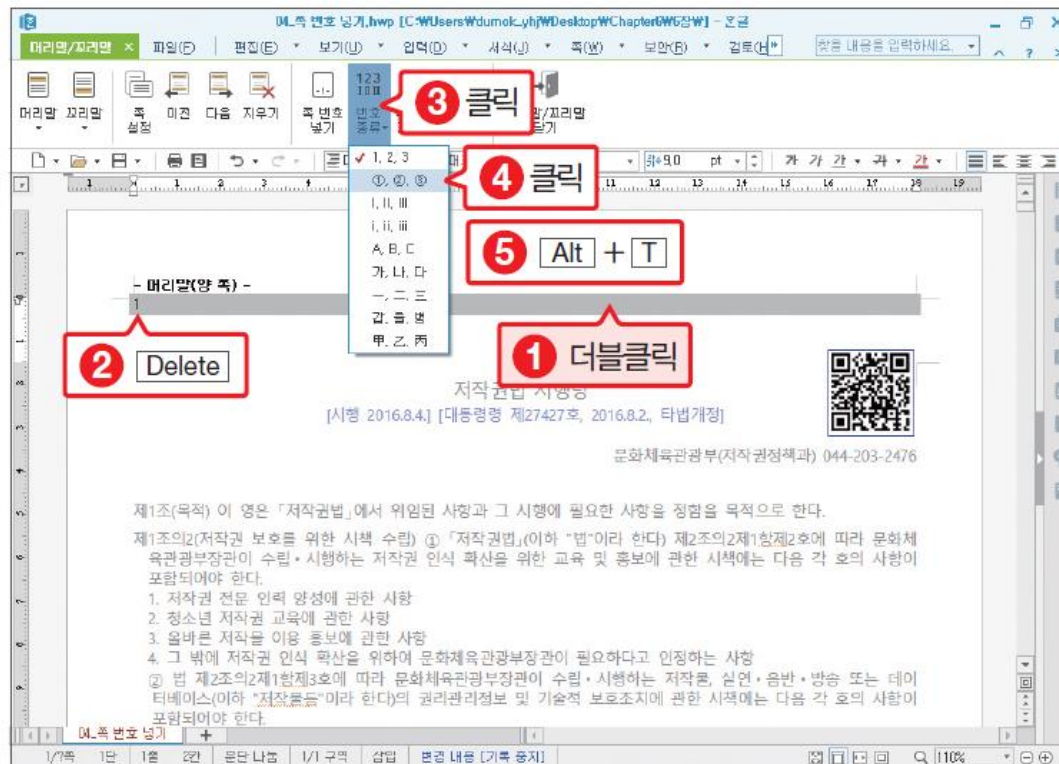 04_쪽 번호 넣기.hwp [C:₩Users₩dumok_yhj₩Desktop₩Chapter6₩6장₩] - 한글
머리말/꼬리말 × 파일(F) 편집(E) 보기(U) 입력(D) 서식(J) 쪽(W) 보안(R) 검토(H) 찾을 내용을 입력하세요.
머리말 꼬리말 쪽 설정 이전 다음 지우기 쪽 번호 넣기 번호 종류
3 클릭
1, 2, 3
①, ②, ③
4 클릭
I, II, III
i, ii, iii
A, B, C
가, 나, 다
一, 二, 三
갑, 을, 병
甲, 乙, 丙
9.0 pt
5 Alt + T
- 머리말(양 쪽) -
1
2 Delete
1 더블클릭
저작권법 시행령
[시행 2016.8.4.] [대통령령 제27427호, 2016.8.2., 타법개정]
문화체육관광부(저작권정책과) 044-203-2476
제1조(목적) 이 영은 「저작권법」에서 위임된 사항과 그 시행에 필요한 사항을 정함을 목적으로 한다.
제1조의2(저작권 보호를 위한 시책 수립) ① 「저작권법」(이하 "법"이라 한다) 제2조의2제1항제2호에 따라 문화체
육관광부장관이 수립·시행하는 저작권 인식 확산을 위한 교육 및 홍보에 관한 시책에는 다음 각 호의 사항이
포함되어야 한다.
1. 저작권 전문 인력 양성에 관한 사항
2. 청소년 저작권 교육에 관한 사항
3. 올바른 저작물 이용 홍보에 관한 사항
4. 그 밖에 저작권 인식 확산을 위하여 문화체육관광부장관이 필요하다고 인정하는 사항
② 법 제2조의2제1항제3호에 따라 문화체육관광부장관이 수립·시행하는 저작물, 실연·음반·방송 또는 데이
터베이스(이하 "저작물등"이라 한다)의 권리관리정보 및 기술적 보호조치에 관한 시책에는 다음 각 호의 사항이
포함되어야 한다.
04_쪽 번호 넣기
1/7쪽 1단 1줄 2칸 문단 나눔 1/1 구역 삽입 변경 내용 [기록 중지] 110%